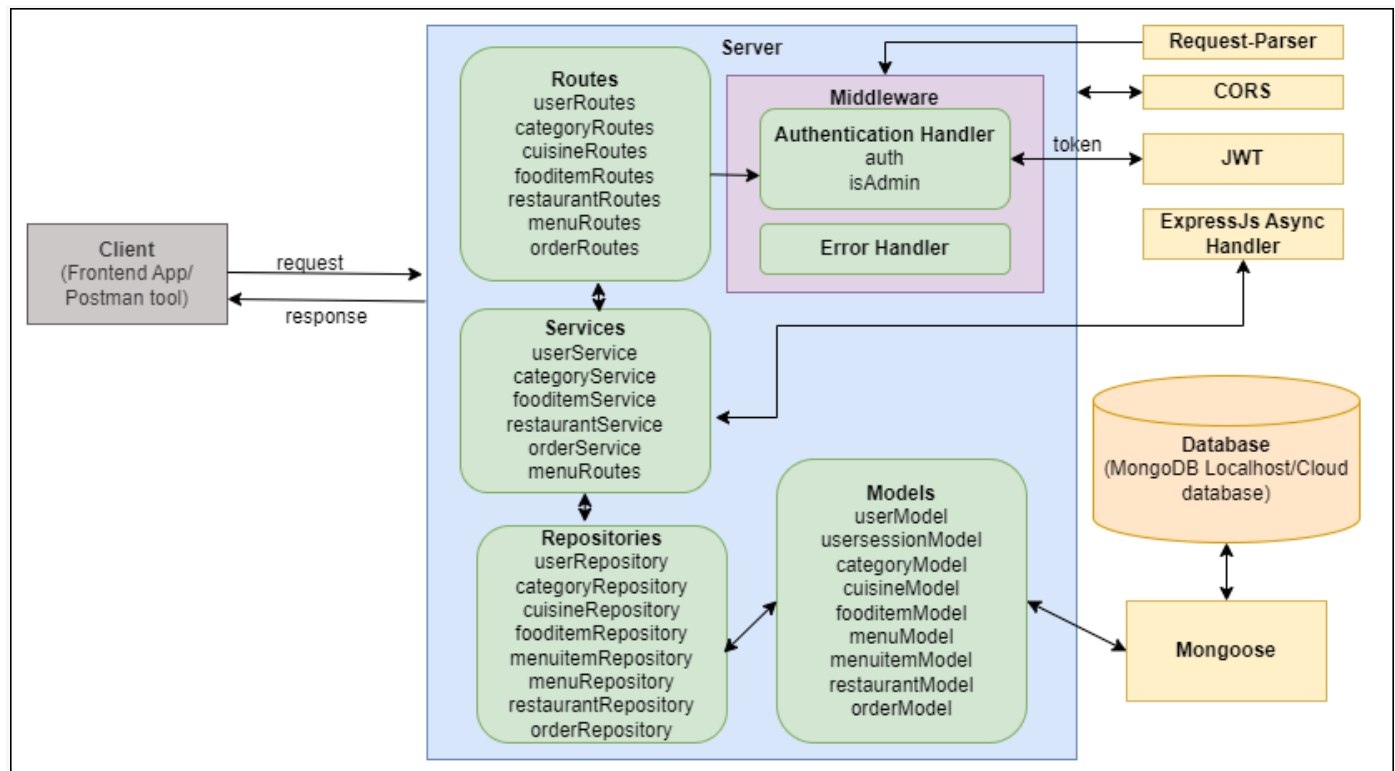 Server
Routes
userRoutes
categoryRoutes
cuisineRoutes
fooditemRoutes
restaurantRoutes
menuRoutes
orderRoutes
Middleware
Authentication Handler
auth
isAdmin
Error Handler
token
Request-Parser
CORS
JWT
ExpressJs Async
Handler
Client
(Frontend App/
Postman tool)
request
response
Services
userService
categoryService
fooditemService
restaurantService
orderService
menuRoutes
Repositories
userRepository
categoryRepository
cuisineRepository
fooditemRepository
menuitemRepository
menuRepository
restaurantRepository
orderRepository
Models
userModel
usersessionModel
categoryModel
cuisineModel
fooditemModel
menuModel
menuitemModel
restaurantModel
orderModel
Database
(MongoDB Localhost/Cloud
database)
Mongoose